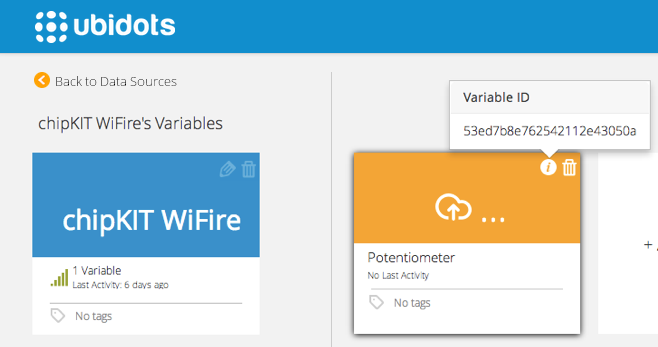 ubidots
Back to Data Sources
chipKIT WiFire's Variables
Variable ID
53ed7b8e762542112e43050a
chipKIT WiFire
1 Variable
Last Activity: 6 days ago
No tags
...
Potentiometer
No Last Activity
No tags
+